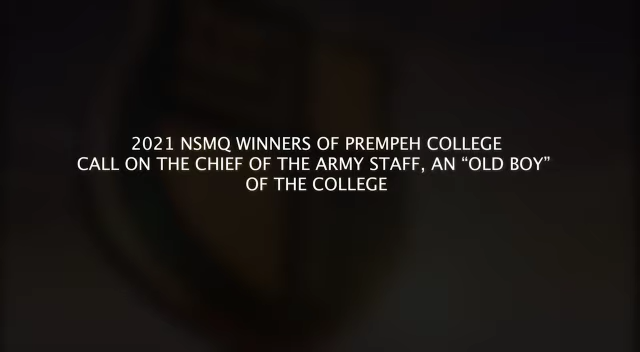 2021 NSMQ WINNERS OF PREMPEH COLLEGE
CALL ON THE CHIEF OF THE ARMY STAFF, AN “OLD BOY”
OF THE COLLEGE